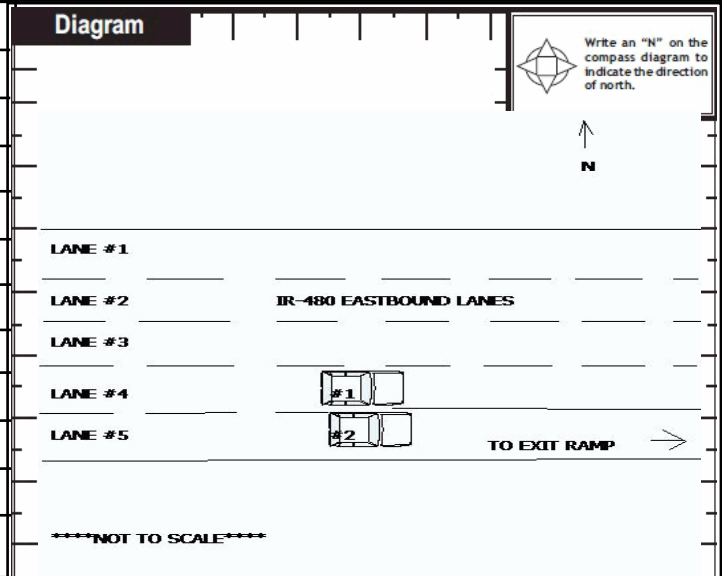 Diagram
Write an “N” on the
compass diagram to
indicate the direction
of north.
N
LANE #1
LANE #2 IR-480 EASTBOUND LANES
LANE #3
LANE #4 #1
LANE #5 #2 TO EXIT RAMP
****NOT TO SCALE****